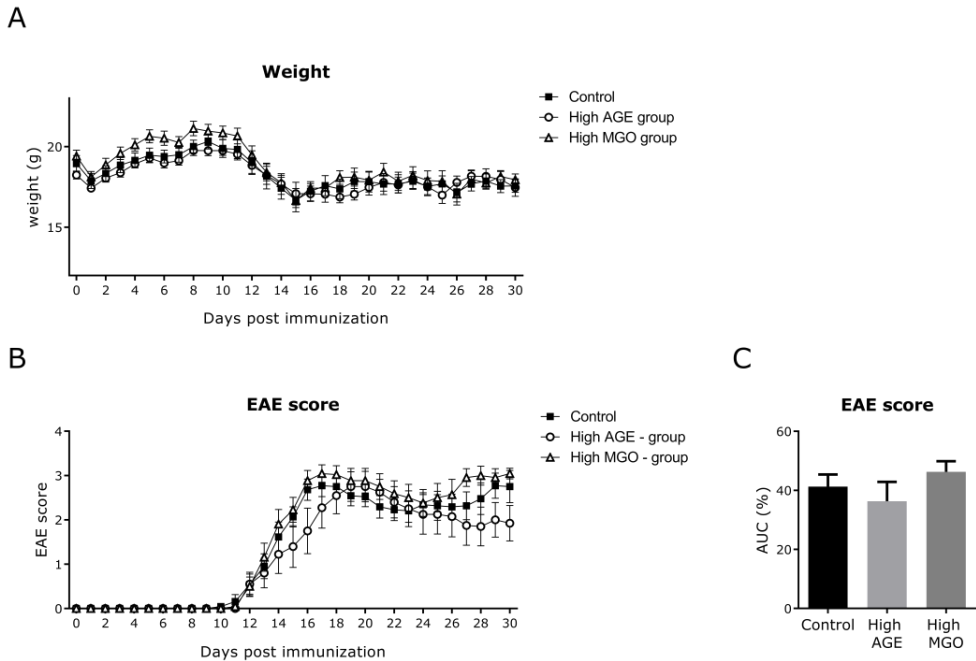 A
Weight
Control
High AGE group
High MGO group
20
15
weight (g)
0 2 4 6 8 10 12 14 16 18 20 22 24 26 28 30
Days post immunization
B
EAE score
Control
High AGE - group
High MGO - group
4
3
2
1
0
EAE score
0 2 4 6 8 10 12 14 16 18 20 22 24 26 28 30
Days post immunization
C
EAE score
60
40
20
0
AUC (%)
Control High High
AGE MGO